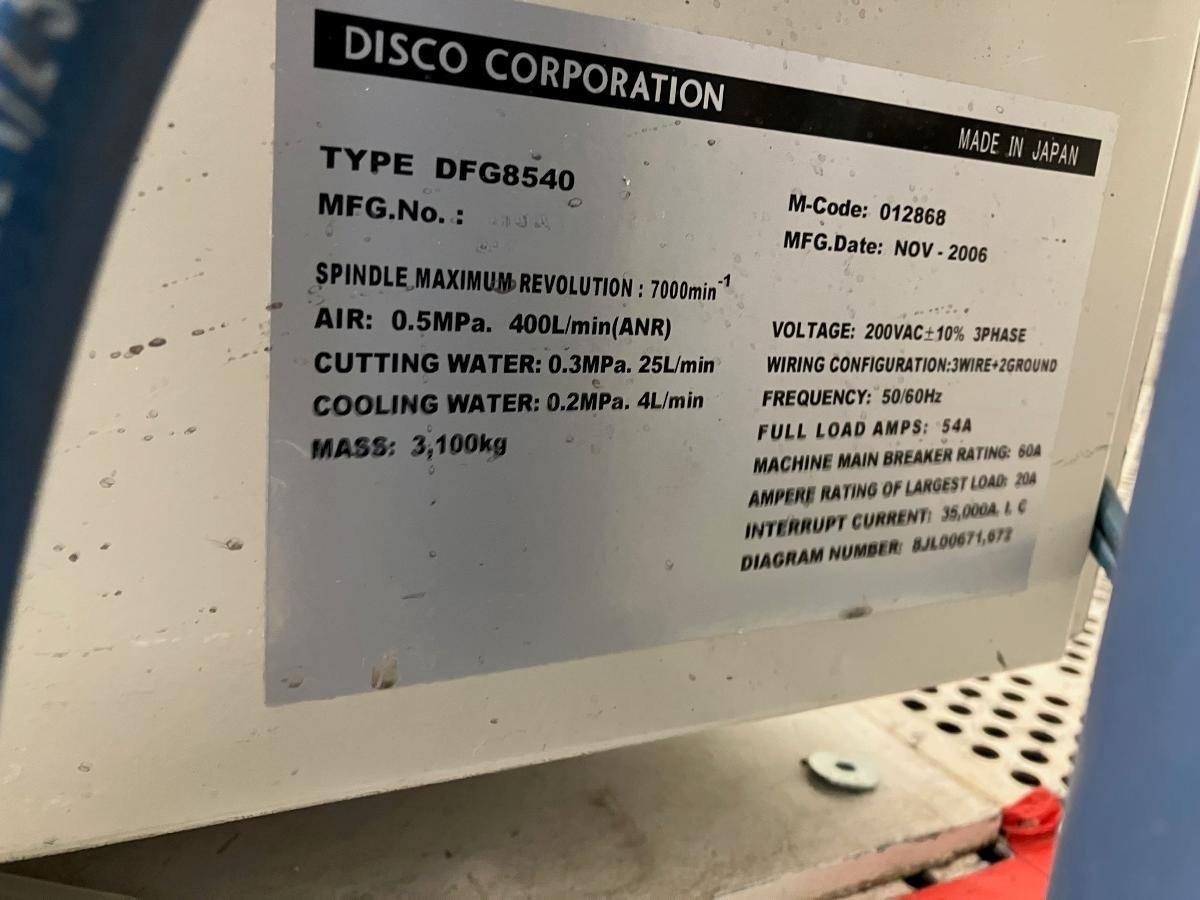 DISCO CORPORATION
MADE IN JAPAN
TYPE DFG8540
MFG.No. :
SPINDLE MAXIMUM REVOLUTION : 7000min⁻¹
AIR: 0.5MPa. 400L/min(ANR)
CUTTING WATER: 0.3MPa. 25L/min
COOLING WATER: 0.2MPa. 4L/min
MASS: 3,100kg
M-Code: 012868
MFG.Date: NOV - 2006
VOLTAGE: 200VAC±10% 3PHASE
WIRING CONFIGURATION:3WIRE+2GROUND
FREQUENCY: 50/60Hz
FULL LOAD AMPS: 54A
MACHINE MAIN BREAKER RATING: 60A
AMPERE RATING OF LARGEST LOAD: 20A
INTERRUPT CURRENT: 35,000A. I. C
DIAGRAM NUMBER: 8JL00671,672